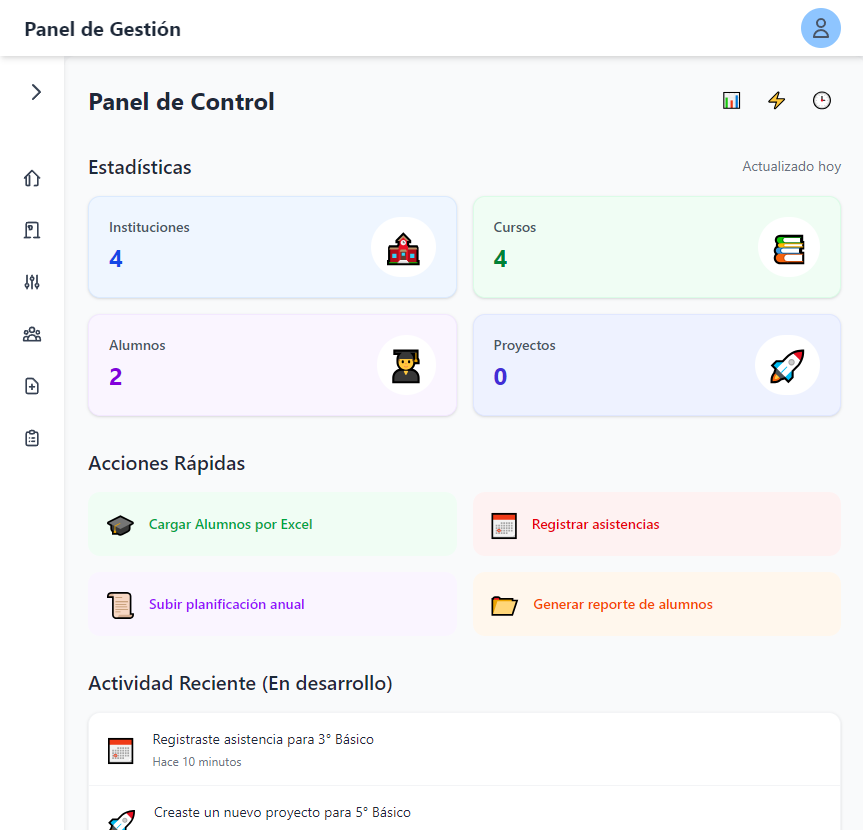 Panel de Gestión
Panel de Control
Estadísticas
Actualizado hoy
Instituciones
4
Cursos
4
Alumnos
2
Proyectos
0
Acciones Rápidas
Cargar Alumnos por Excel
Registrar asistencias
Subir planificación anual
Generar reporte de alumnos
Actividad Reciente (En desarrollo)
Registraste asistencia para 3° Básico
Hace 10 minutos
Creaste un nuevo proyecto para 5° Básico